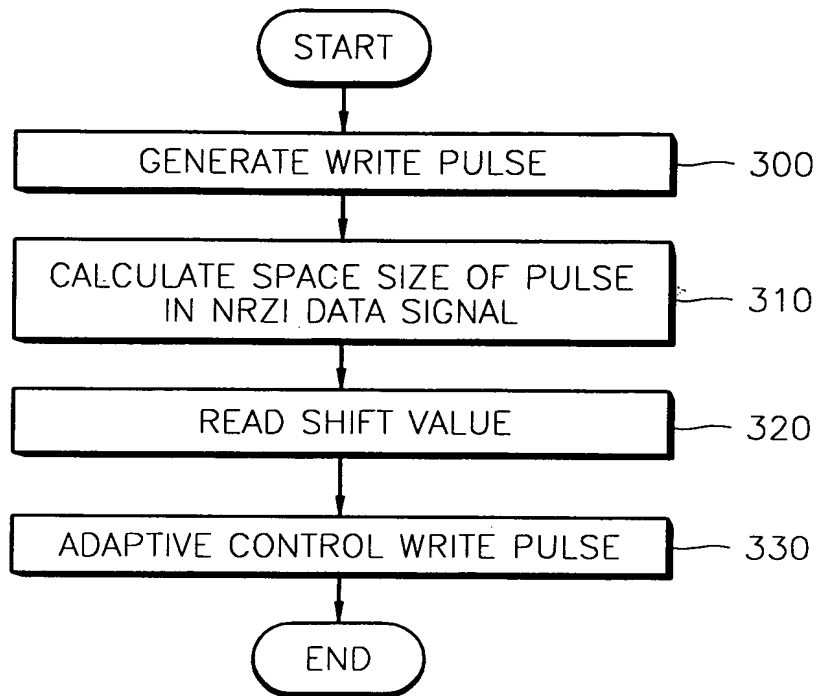 START
GENERATE WRITE PULSE
300
CALCULATE SPACE SIZE OF PULSE
IN NRZI DATA SIGNAL
310
READ SHIFT VALUE
320
ADAPTIVE CONTROL WRITE PULSE
330
END